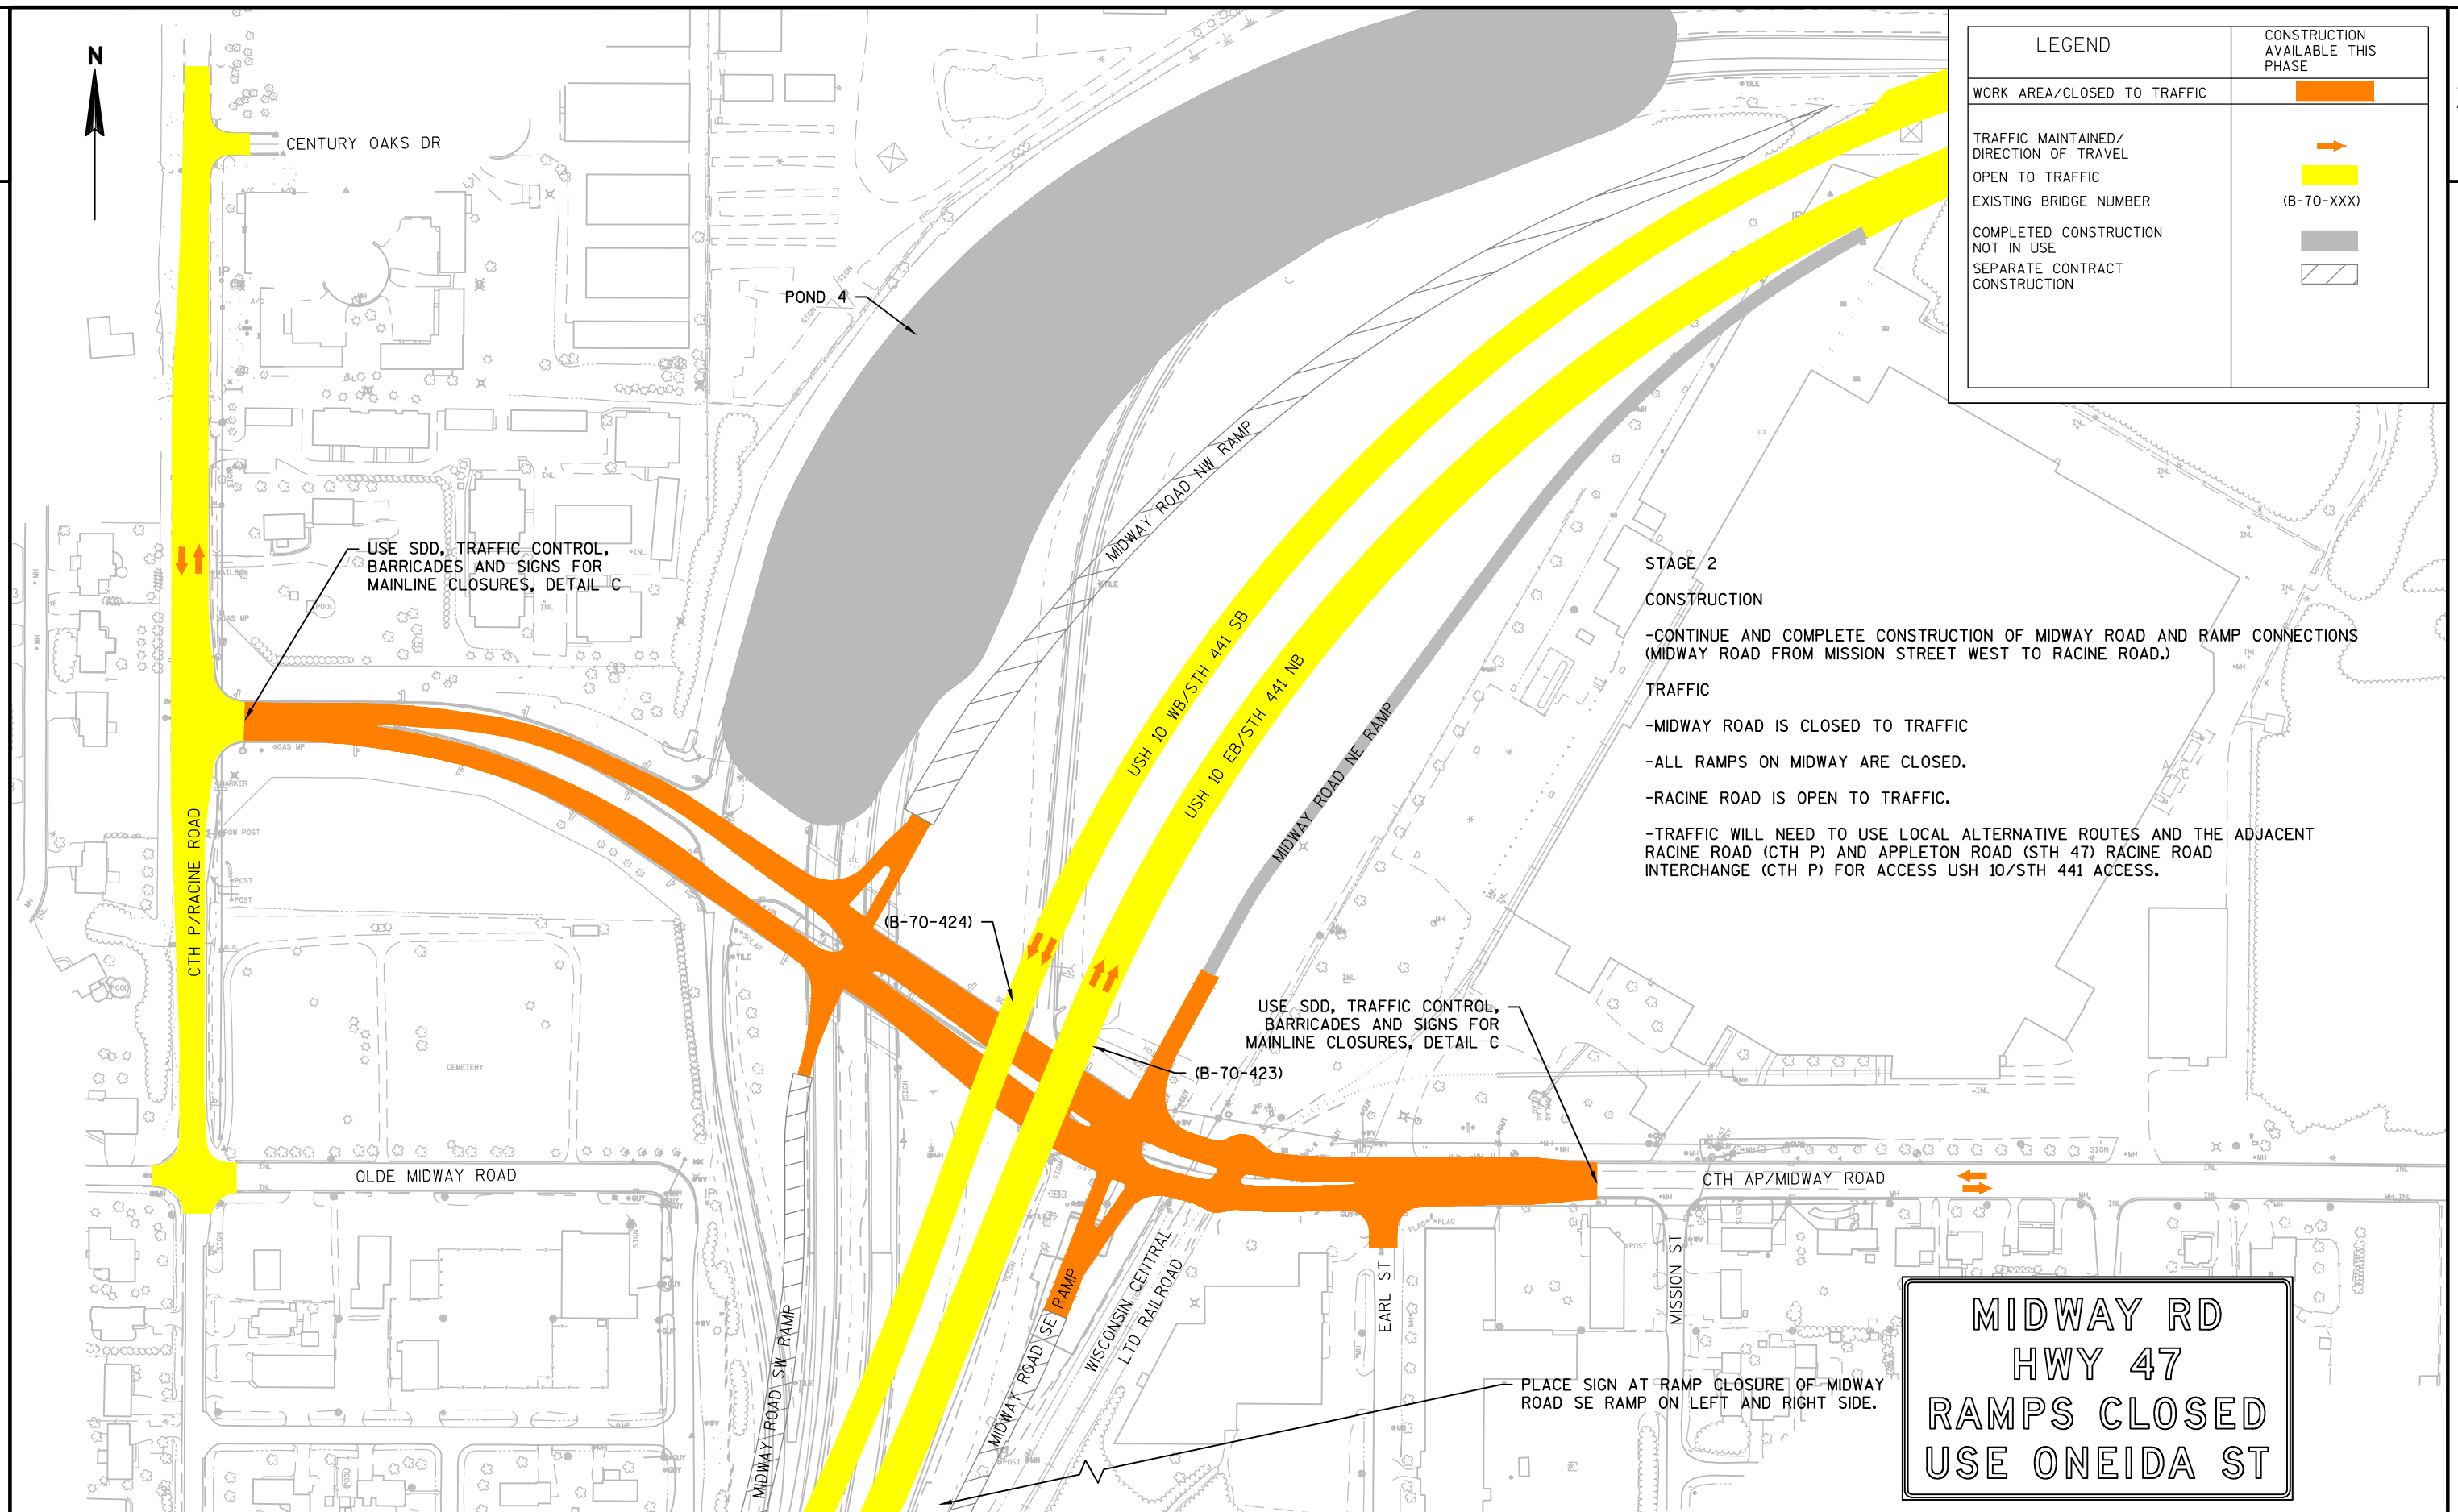 N
CENTURY OAKS DR
LEGEND
CONSTRUCTION
AVAILABLE THIS
PHASE
WORK AREA/CLOSED TO TRAFFIC
TRAFFIC MAINTAINED/
DIRECTION OF TRAVEL
OPEN TO TRAFFIC
EXISTING BRIDGE NUMBER
(B-70-XXX)
COMPLETED CONSTRUCTION
NOT IN USE
SEPARATE CONTRACT
CONSTRUCTION
POND 4
USE SDD, TRAFFIC CONTROL,
BARRICADES AND SIGNS FOR
MAINLINE CLOSURES, DETAIL C
MIDWAY ROAD NW RAMP
USH 10 WB/STH 441 SB
USH 10 EB/STH 441 NB
MIDWAY ROAD NE RAMP
STAGE 2
CONSTRUCTION
-CONTINUE AND COMPLETE CONSTRUCTION OF MIDWAY ROAD AND RAMP CONNECTIONS
(MIDWAY ROAD FROM MISSION STREET WEST TO RACINE ROAD.)
TRAFFIC
-MIDWAY ROAD IS CLOSED TO TRAFFIC
-ALL RAMPS ON MIDWAY ARE CLOSED.
-RACINE ROAD IS OPEN TO TRAFFIC.
-TRAFFIC WILL NEED TO USE LOCAL ALTERNATIVE ROUTES AND THE ADJACENT
RACINE ROAD (CTH P) AND APPLETON ROAD (STH 47) RACINE ROAD
INTERCHANGE (CTH P) FOR ACCESS USH 10/STH 441 ACCESS.
CTH P/RACINE ROAD
(B-70-424)
USE SDD, TRAFFIC CONTROL,
BARRICADES AND SIGNS FOR
MAINLINE CLOSURES, DETAIL C
(B-70-423)
CEMETERY
OLDE MIDWAY ROAD
CTH AP/MIDWAY ROAD
MIDWAY ROAD SW RAMP
MIDWAY ROAD SE RAMP
WISCONSIN CENTRAL
LTD RAILROAD
EARL ST
MISSION ST
PLACE SIGN AT RAMP CLOSURE OF MIDWAY
ROAD SE RAMP ON LEFT AND RIGHT SIDE.
MIDWAY RD
HWY 47
RAMPS CLOSED
USE ONEIDA ST